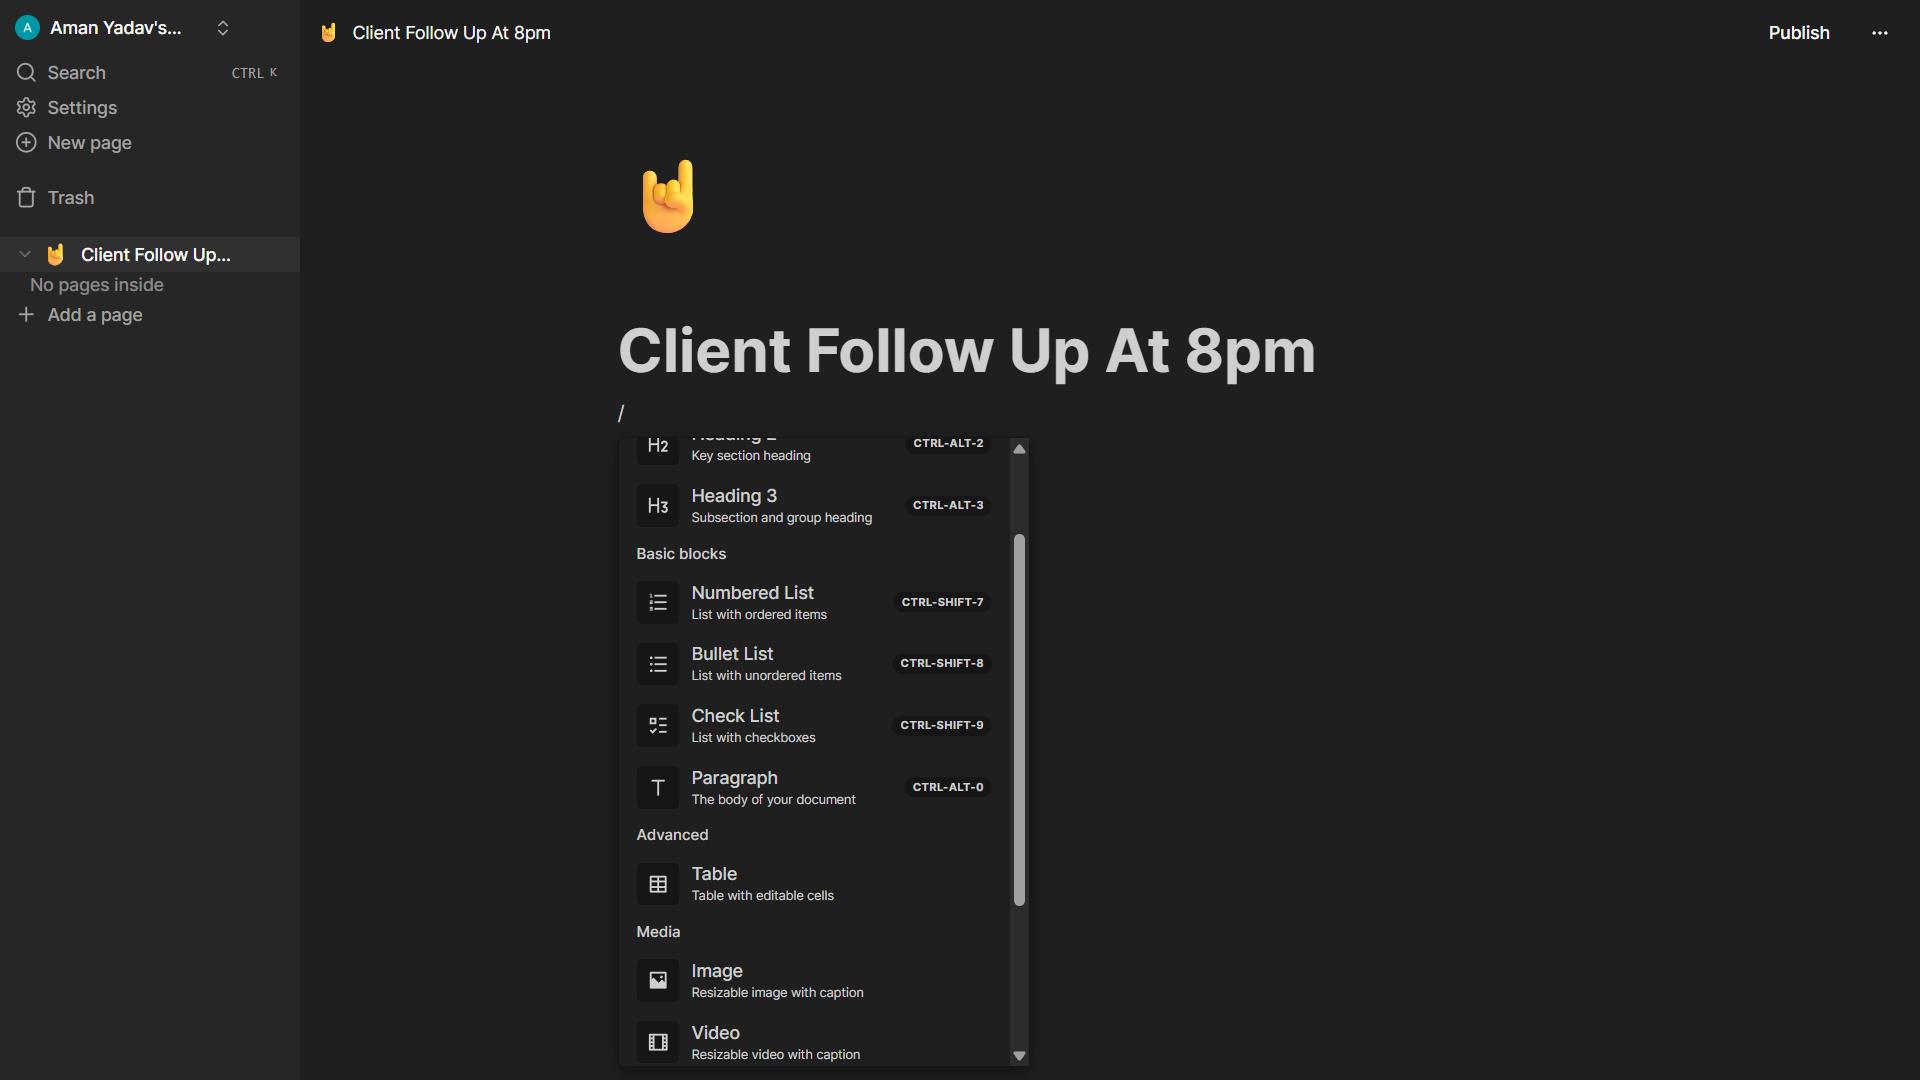 A Aman Yadav's...
Search CTRL K
Settings
New page
Trash
Client Follow Up...
No pages inside
Add a page
Client Follow Up At 8pm
Publish
Client Follow Up At 8pm
/
H2 Heading 2 CTRL-ALT-2
Key section heading
H3 Heading 3 CTRL-ALT-3
Subsection and group heading
Basic blocks
Numbered List CTRL-SHIFT-7
List with ordered items
Bullet List CTRL-SHIFT-8
List with unordered items
Check List CTRL-SHIFT-9
List with checkboxes
T Paragraph CTRL-ALT-0
The body of your document
Advanced
Table
Table with editable cells
Media
Image
Resizable image with caption
Video
Resizable video with caption